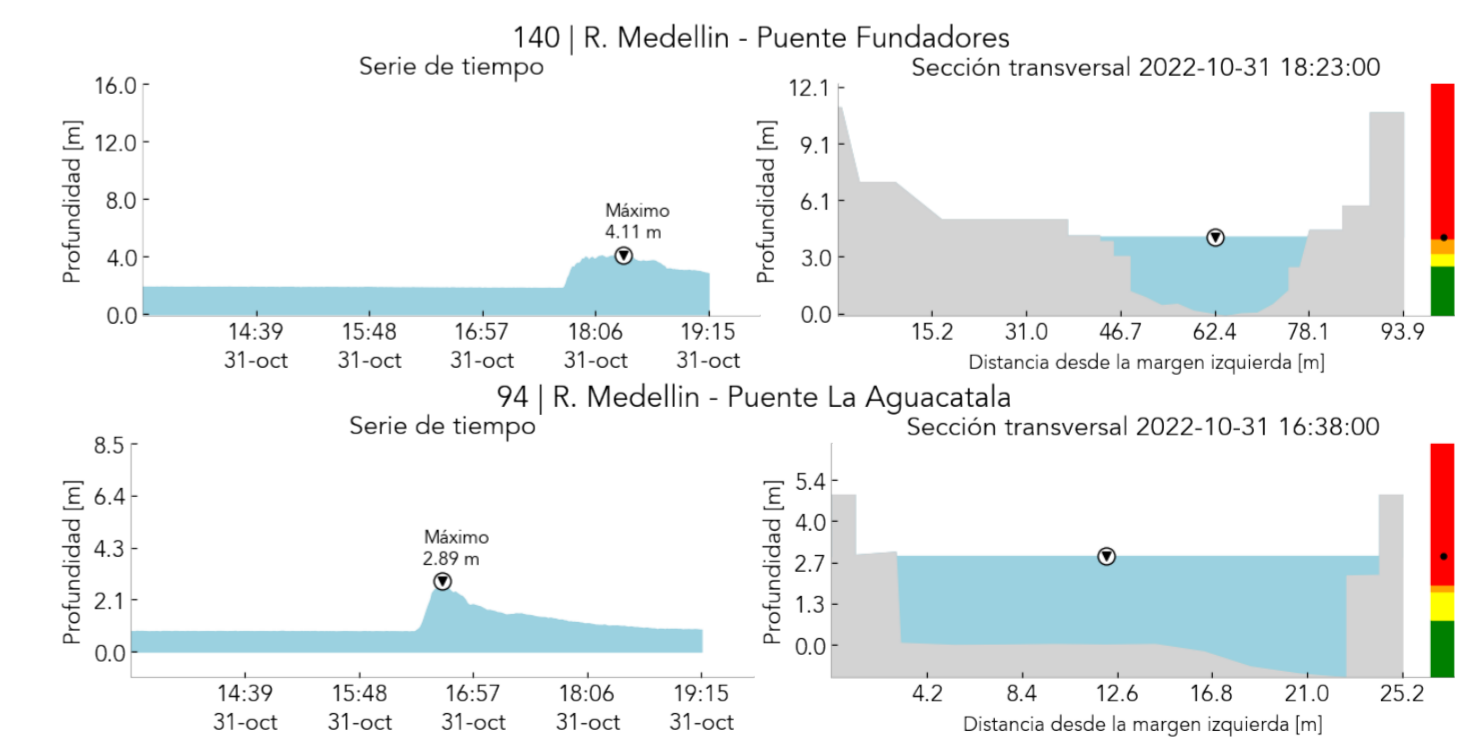 140 | R. Medellin - Puente Fundadores
Serie de tiempo
Profundidad [m]
16.0
12.0
8.0
4.0
0.0
Máximo
4.11 m
14:39 15:48 16:57 18:06 19:15
31-oct 31-oct 31-oct 31-oct 31-oct
Sección transversal 2022-10-31 18:23:00
Profundidad [m]
12.1
9.1
6.1
3.0
0.0
15.2 31.0 46.7 62.4 78.1 93.9
Distancia desde la margen izquierda [m]
94 | R. Medellin - Puente La Aguacatala
Serie de tiempo
Profundidad [m]
8.5
6.4
4.3
2.1
0.0
Máximo
2.89 m
14:39 15:48 16:57 18:06 19:15
31-oct 31-oct 31-oct 31-oct 31-oct
Sección transversal 2022-10-31 16:38:00
Profundidad [m]
5.4
4.0
2.7
1.3
0.0
4.2 8.4 12.6 16.8 21.0 25.2
Distancia desde la margen izquierda [m]